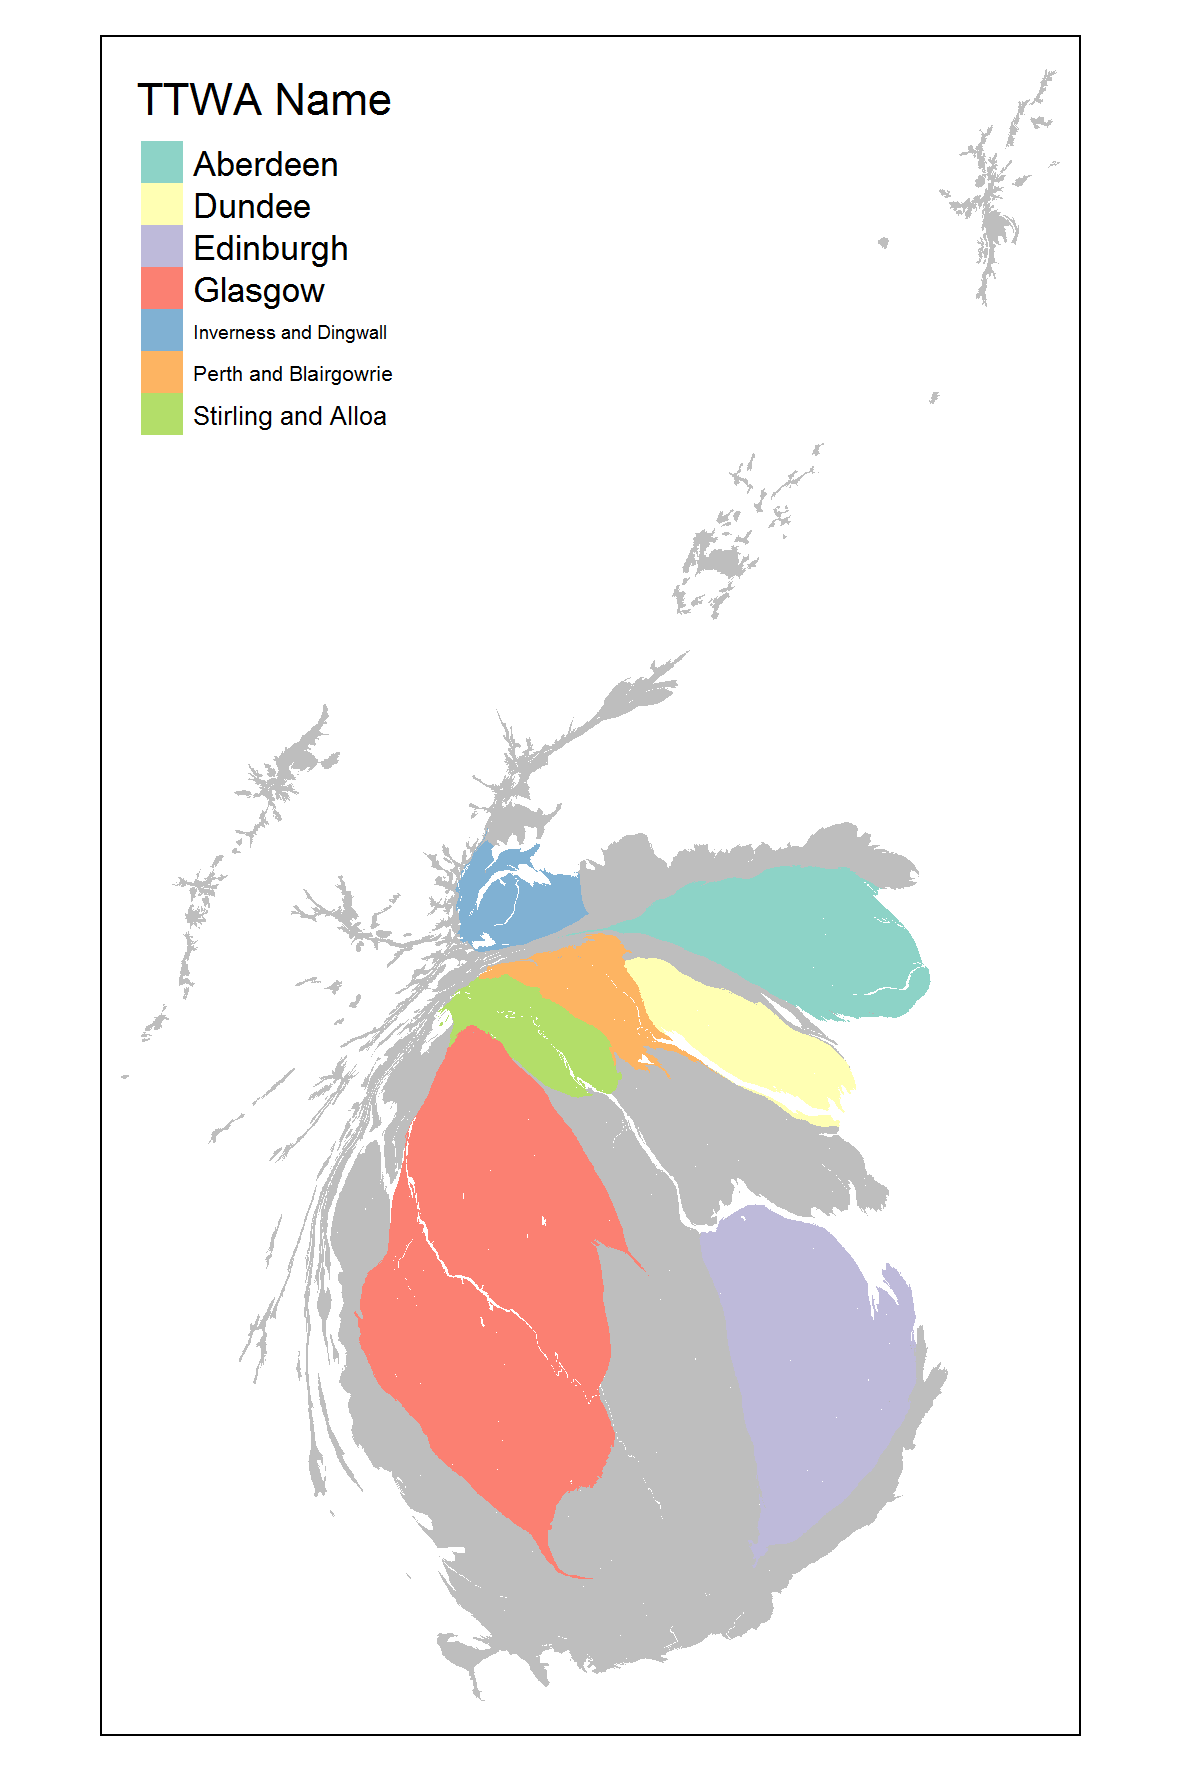 TTWA Name
Aberdeen
Dundee
Edinburgh
Glasgow
Inverness and Dingwall
Perth and Blairgowrie
Stirling and Alloa